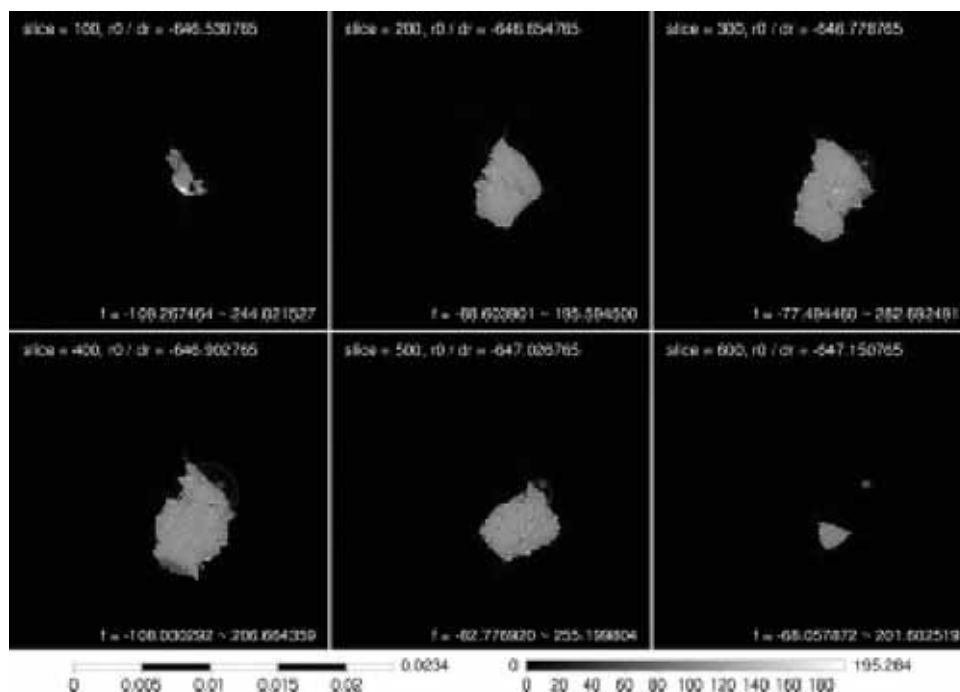 slice = 100, r0 / dr = -646.530765
slice = 200, r0 / dr = -646.654765
slice = 300, r0 / dr = -646.778765
f = -108.267464 ~ 244.821527
f = -88.603901 ~ 195.594500
f = -77.494460 ~ 282.692491
slice = 400, r0 / dr = -646.902765
slice = 500, r0 / dr = -647.026765
slice = 600, r0 / dr = -647.150765
f = -108.030292 ~ 206.664359
f = -82.776920 ~ 255.199804
f = -68.057872 ~ 201.602519
0.0234
0 195.284
0 0.005 0.01 0.015 0.02
0 20 40 60 80 100 120 140 160 180